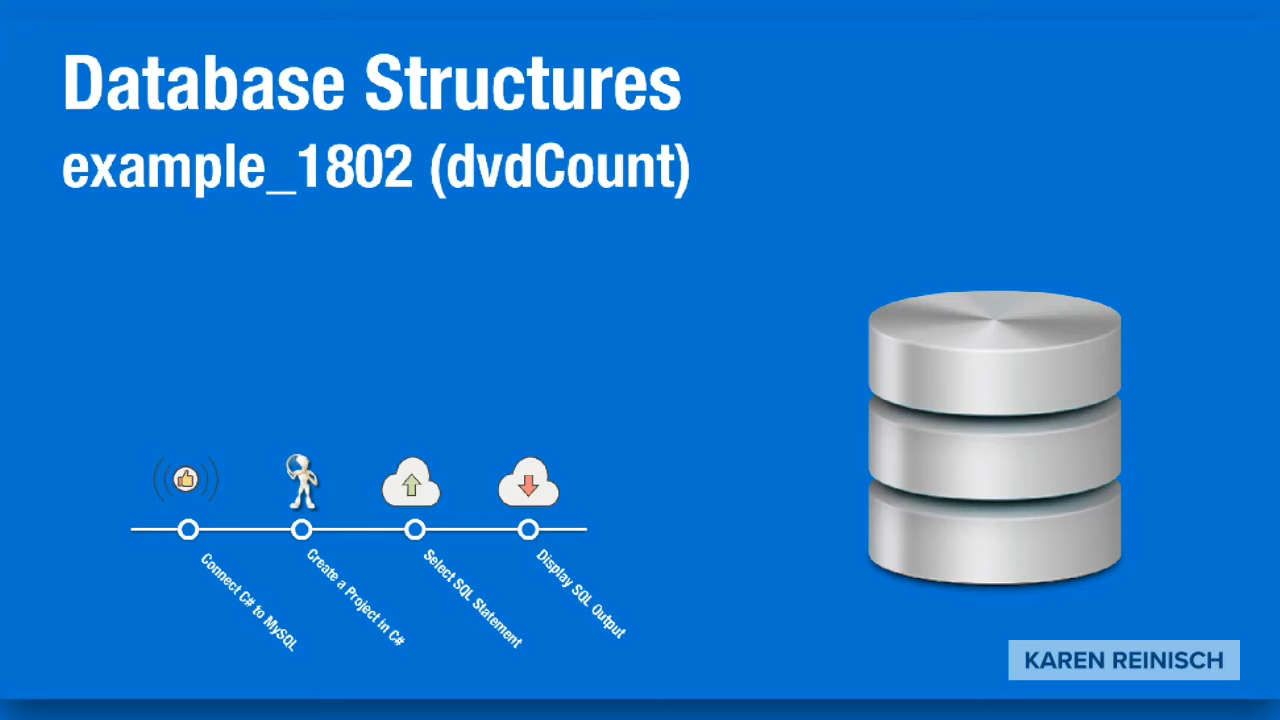 Database Structures
example_1802 (dvdCount)
Connect C# to MySQL
Create a Project in C#
Select SQL Statement
Display SQL Output
KAREN REINISCH